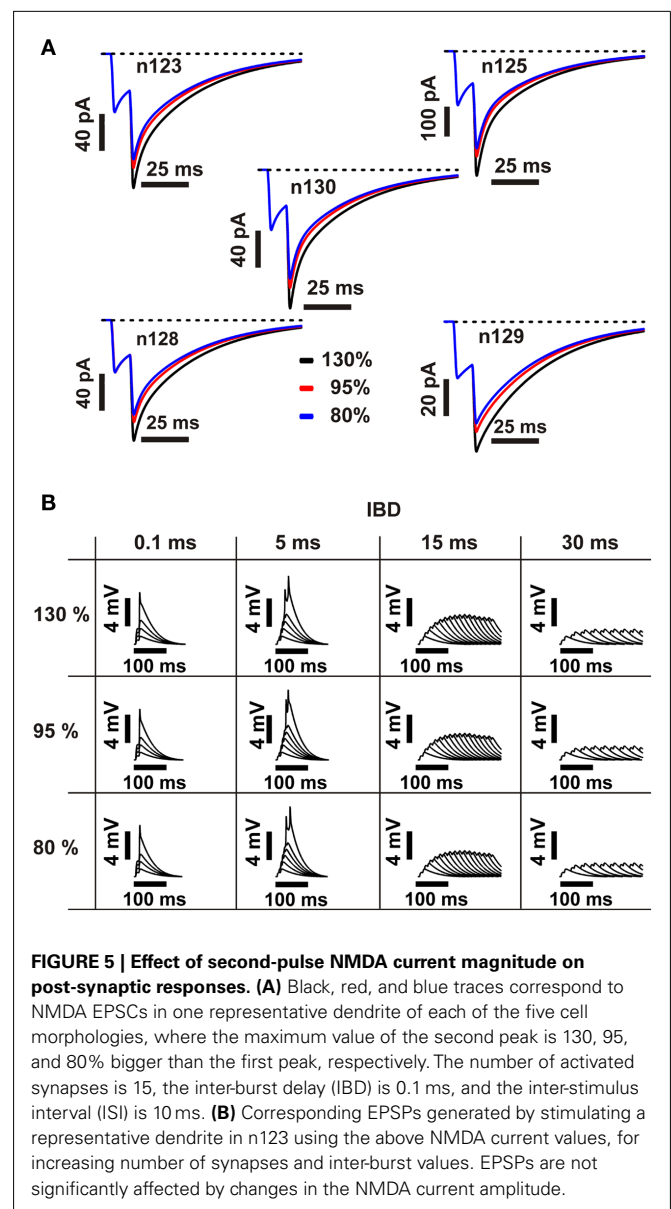 A
n123
40 pA
25 ms
n125
100 pA
25 ms
n130
40 pA
25 ms
n128
40 pA
25 ms
130%
95%
80%
n129
20 pA
25 ms
B
IBD
0.1 ms 5 ms 15 ms 30 ms
130 % 4 mV 4 mV 4 mV 4 mV
100 ms 100 ms 100 ms 100 ms
95 % 4 mV 4 mV 4 mV 4 mV
100 ms 100 ms 100 ms 100 ms
80 % 4 mV 4 mV 4 mV 4 mV
100 ms 100 ms 100 ms 100 ms
FIGURE 5 | Effect of second-pulse NMDA current magnitude on
post-synaptic responses. (A) Black, red, and blue traces correspond to
NMDA EPSCs in one representative dendrite of each of the five cell
morphologies, where the maximum value of the second peak is 130, 95,
and 80% bigger than the first peak, respectively. The number of activated
synapses is 15, the inter-burst delay (IBD) is 0.1 ms, and the inter-stimulus
interval (ISI) is 10 ms. (B) Corresponding EPSPs generated by stimulating a
representative dendrite in n123 using the above NMDA current values, for
increasing number of synapses and inter-burst values. EPSPs are not
significantly affected by changes in the NMDA current amplitude.